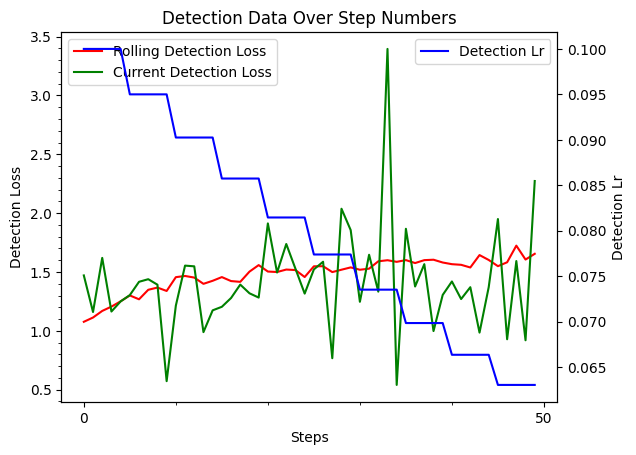 Detection Data Over Step Numbers
Rolling Detection Loss
Current Detection Loss
Detection Lr
3.5
3.0
2.5
2.0
1.5
1.0
0.5
Detection Loss
0.100
0.095
0.090
0.085
0.080
0.075
0.070
0.065
Detection Lr
0
50
Steps